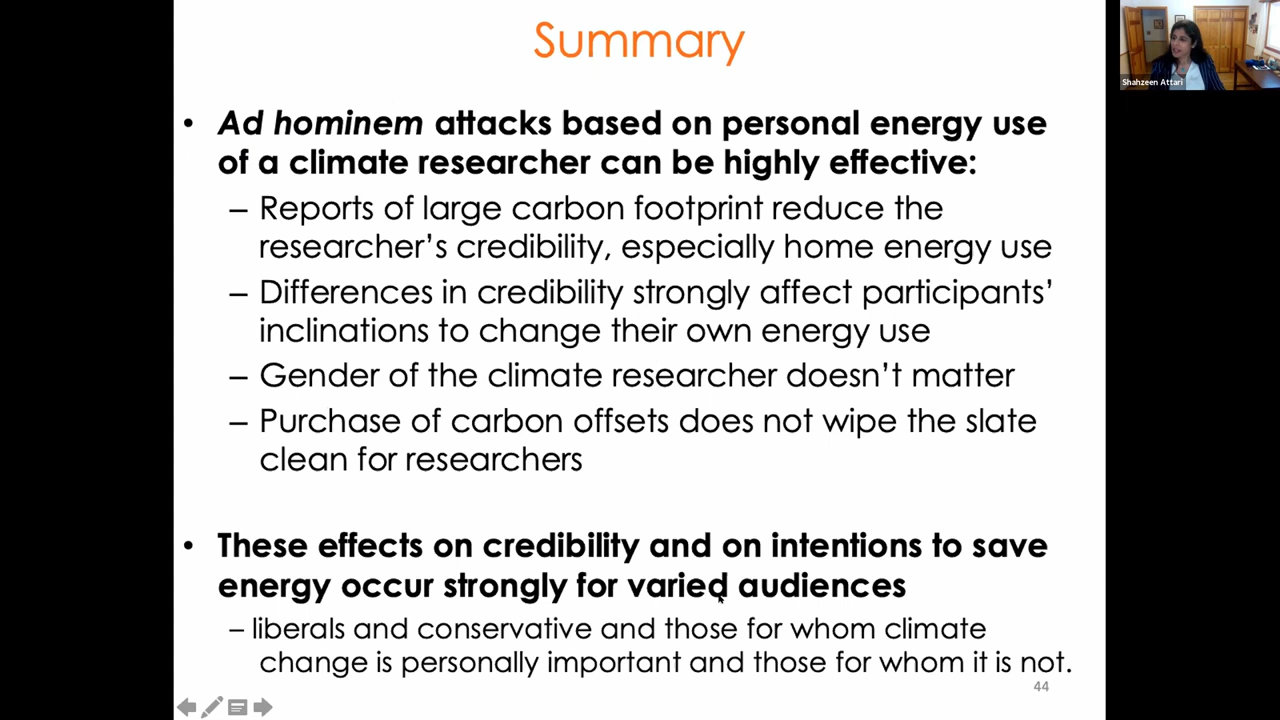 Summary
• Ad hominem attacks based on personal energy use
of a climate researcher can be highly effective:
– Reports of large carbon footprint reduce the
researcher’s credibility, especially home energy use
– Differences in credibility strongly affect participants’
inclinations to change their own energy use
– Gender of the climate researcher doesn’t matter
– Purchase of carbon offsets does not wipe the slate
clean for researchers
• These effects on credibility and on intentions to save
energy occur strongly for varied audiences
– liberals and conservative and those for whom climate
change is personally important and those for whom it is not.
44
Shahzeen Attari